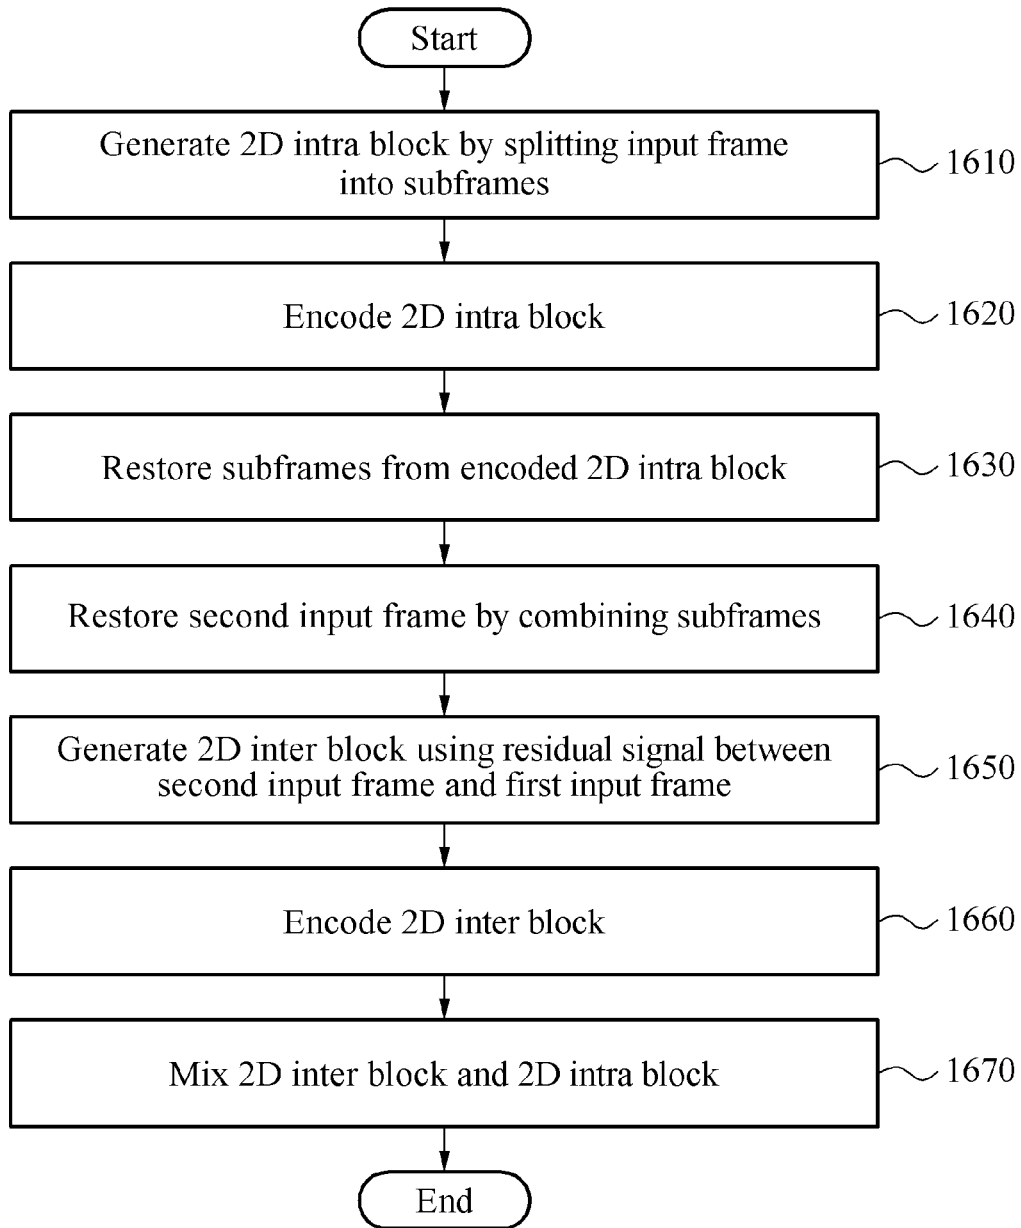 Start
Generate 2D intra block by splitting input frame
into subframes
1610
Encode 2D intra block
1620
Restore subframes from encoded 2D intra block
1630
Restore second input frame by combining subframes
1640
Generate 2D inter block using residual signal between
second input frame and first input frame
1650
Encode 2D inter block
1660
Mix 2D inter block and 2D intra block
1670
End